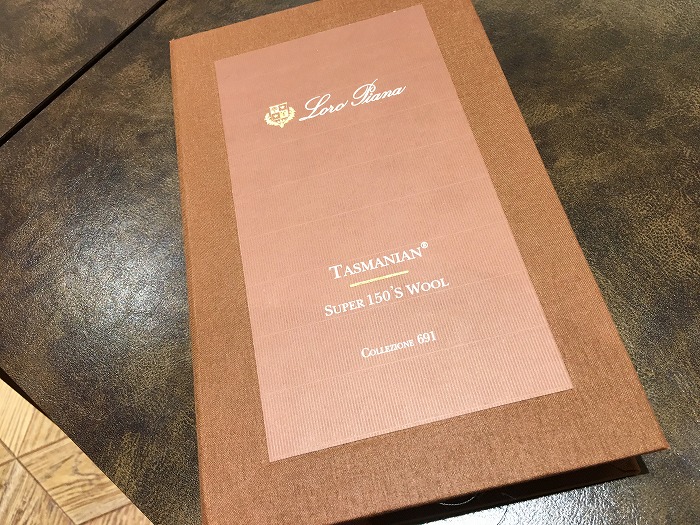 Loro Piana
TASMANIAN®
SUPER 150'S WOOL
COLLEZIONE 691